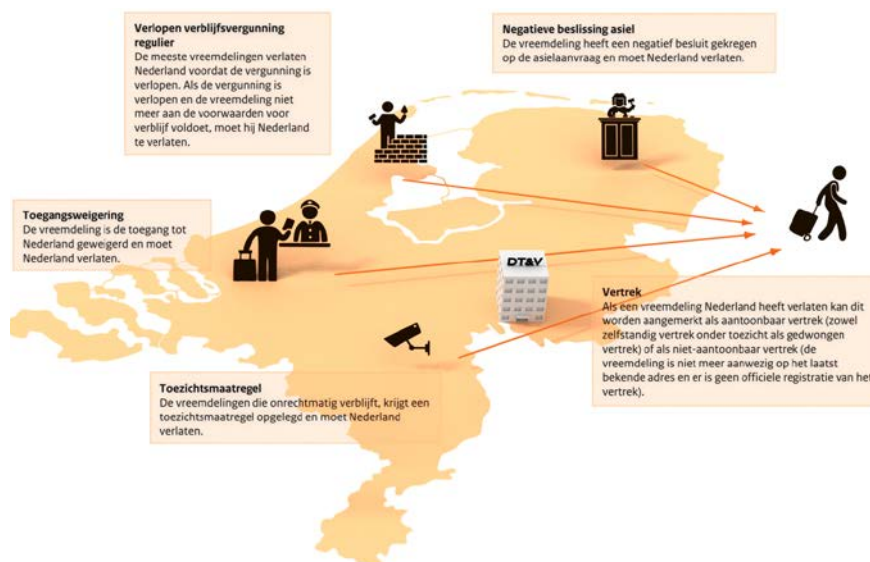 Verlopen verblijfsvergunning
regulier
De meeste vreemdelingen verlaten
Nederland voordat de vergunning is
verlopen. Als de vergunning is
verlopen en de vreemdeling niet
meer aan de voorwaarden voor
verblijf voldoet, moet hij Nederland
te verlaten.
Negatieve beslissing asiel
De vreemdeling heeft een negatief besluit gekregen
op de asielaanvraag en moet Nederland verlaten.
Toegangsweigering
De vreemdeling is de toegang tot
Nederland geweigerd en moet
Nederland verlaten.
DT&V
Vertrek
Als een vreemdeling Nederland heeft verlaten kan dit
worden aangemerkt als aantoonbaar vertrek (zowel
zelfstandig vertrek onder toezicht als gedwongen
vertrek) of als niet-aantoonbaar vertrek (de
vreemdeling is niet meer aanwezig op het laatst
bekende adres en er is geen officiele registratie van het
vertrek).
Toezichtsmaatregel
De vreemdelingen die onrechtmatig verblijft, krijgt een
toezichtsmaatregel opgelegd en moet Nederland
verlaten.